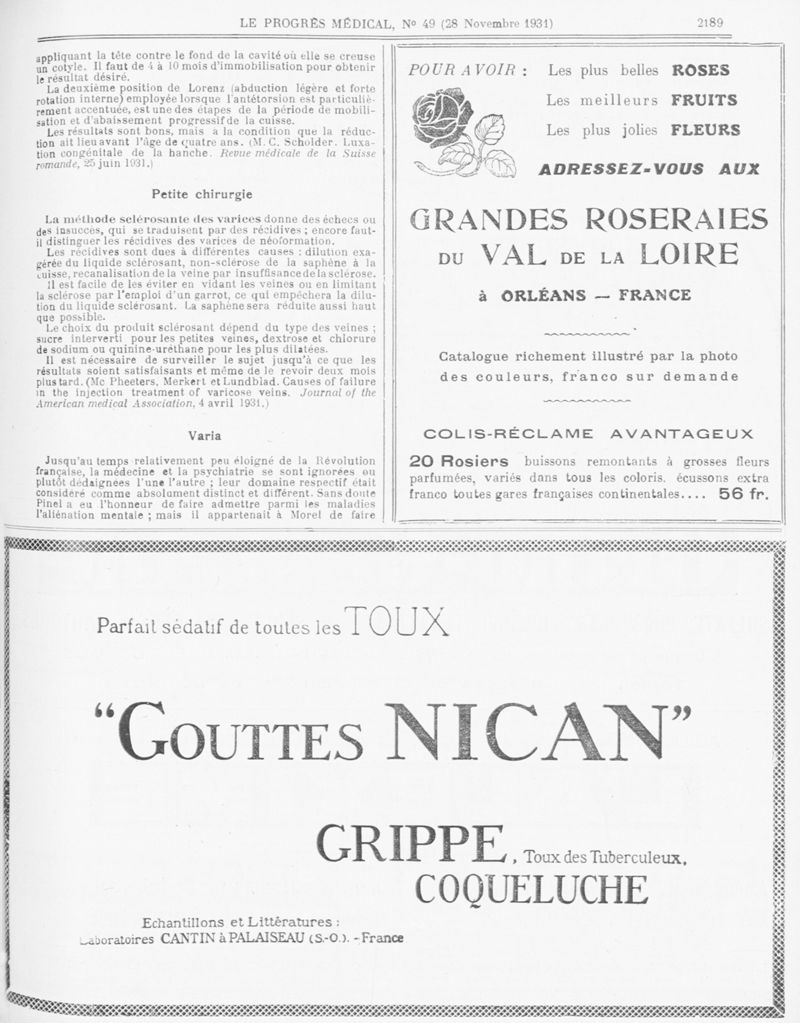 LE PROGRÈS MÉDICAL, No 49 (28 Novembre 1931) 2189
appliquant la tête contre le fond de la cavité où elle se creuse
un cotyle. Il faut de 4 à 10 mois d'immobilisation pour obtenir
le résultat désiré.
La deuxième position de Lorenz (abduction légère et forte
rotation interne) employée lorsque l'antétorsion est particuliè-
rement accentuée, est une des étapes de la période de mobili-
sation et d'abaissement progressif de la cuisse.
Les résultats sont bons, mais a la condition que la réduc-
tion ait lieu avant l'âge de quatre ans. (M. C. Scholder. Luxa-
tion congénitale de la hanche. Revue médicale de la Suisse
romande, 25 juin 1931.)
Petite chirurgie
La méthode sclérosante des varices donne des échecs ou
des insuccès, qui se traduisent par des récidives ; encore faut-
il distinguer les récidives des varices de néoformation.
Les récidives sont dues à différentes causes : dilution exa-
gérée du liquide sclérosant, non-sclérose de la saphène à la
cuisse, recanalisation de la veine par insuffisance de la sclérose.
Il est facile de les éviter en vidant les veines ou en limitant
la sclérose par l'emploi d'un garrot, ce qui empêchera la dilu-
tion du liquide sclérosant. La saphène sera réduite aussi haut
que possible.
Le choix du produit sclérosant dépend du type des veines ;
sucre interverti pour les petites veines, dextrose et chlorure
de sodium ou quinine-uréthane pour les plus dilatées.
Il est nécessaire de surveiller le sujet jusqu'à ce que les
résultats soient satisfaisants et même de le revoir deux mois
plus tard. (Mc Pheeters, Merkert et Lundblad. Causes of failure
in the injection treatment of varicose veins. Journal of the
American medical Association, 4 avril 1931.)
Varia
Jusqu'au temps relativement peu éloigné de la Révolution
française, la médecine et la psychiatrie se sont ignorées ou
plutôt dédaignées l'une l'autre ; leur domaine respectif était
considéré comme absolument distinct et différent. Sans doute
Pinel a eu l'honneur de faire admettre parmi les maladies
l'aliénation mentale ; mais il appartenait à Morel de faire
POUR AVOIR : Les plus belles ROSES
Les meilleurs FRUITS
Les plus jolies FLEURS
ADRESSEZ-VOUS AUX
GRANDES ROSERAIES
DU VAL DE LA LOIRE
à ORLÉANS — FRANCE
Catalogue richement illustré par la photo
des couleurs, franco sur demande
COLIS-RÉCLAME AVANTAGEUX
20 Rosiers buissons remontants à grosses fleurs
parfumées, variés dans tous les coloris. écussons extra
franco toutes gares françaises continentales.... 56 fr.
Parfait sédatif de toutes les TOUX
“GOUTTES NICAN”
GRIPPE, Toux des Tuberculeux,
COQUELUCHE
Echantillons et Littératures :
Laboratoires CANTIN à PALAISEAU (S.-O.). - France